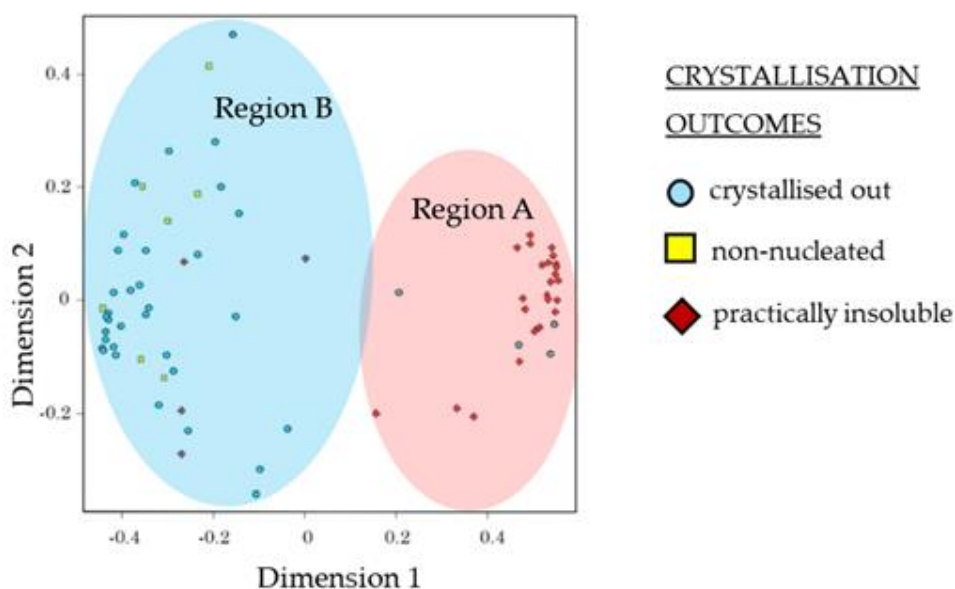 Region B
Region A
0.4
0.2
0
-0.2
Dimension 2
-0.4
-0.2
0
0.2
0.4
Dimension 1
CRYSTALLISATION
OUTCOMES
crystallised out
non-nucleated
practically insoluble